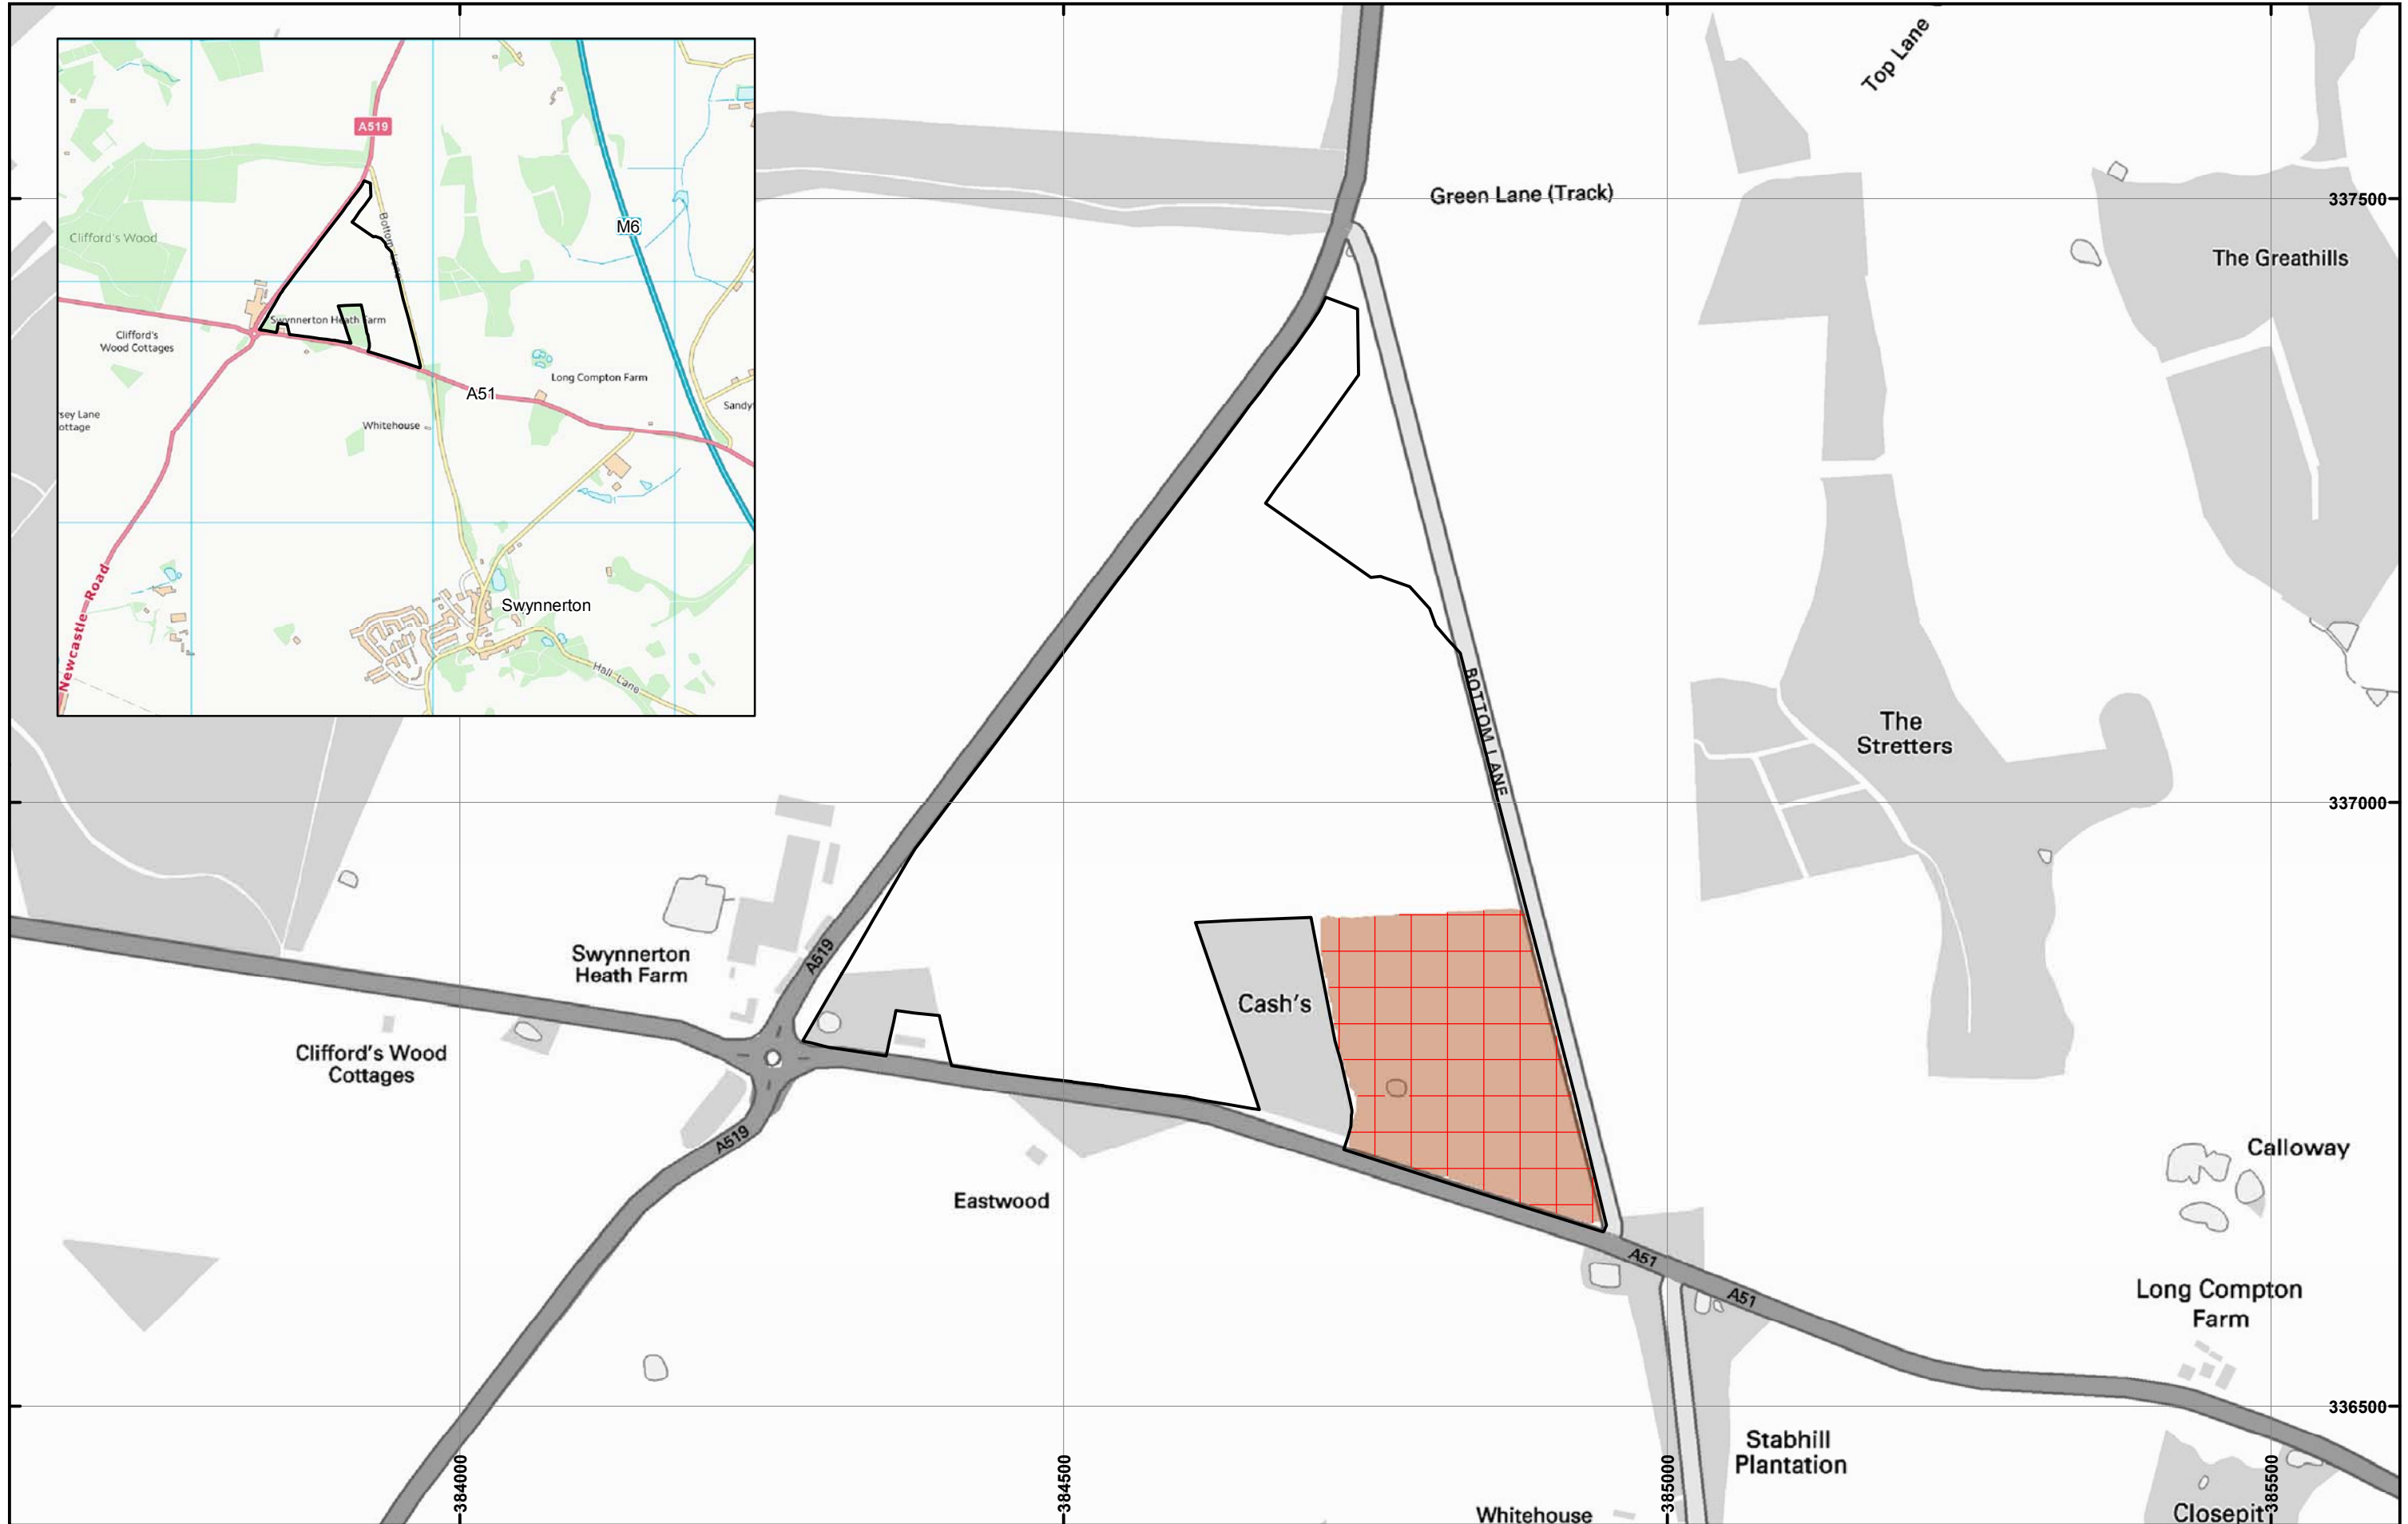 Top Lane
A519
M6
Clifford's Wood
Swynnerton Heath Farm
Clifford's
Wood Cottages
Bottom
Long Compton Farm
A51
sey Lane
ottage
Whitehouse
Sandy
Newcastle Road
Swynnerton
Hall Lane
Green Lane (Track)
337500
The Greathills
BOTTOM LANE
The
Stretters
337000
A519
Swynnerton
Heath Farm
Cash's
Clifford's Wood
Cottages
A519
Eastwood
Calloway
A51
A51
Long Compton
Farm
336500
Stabhill
Plantation
384000
384500
385000
385500
Whitehouse
Closepit